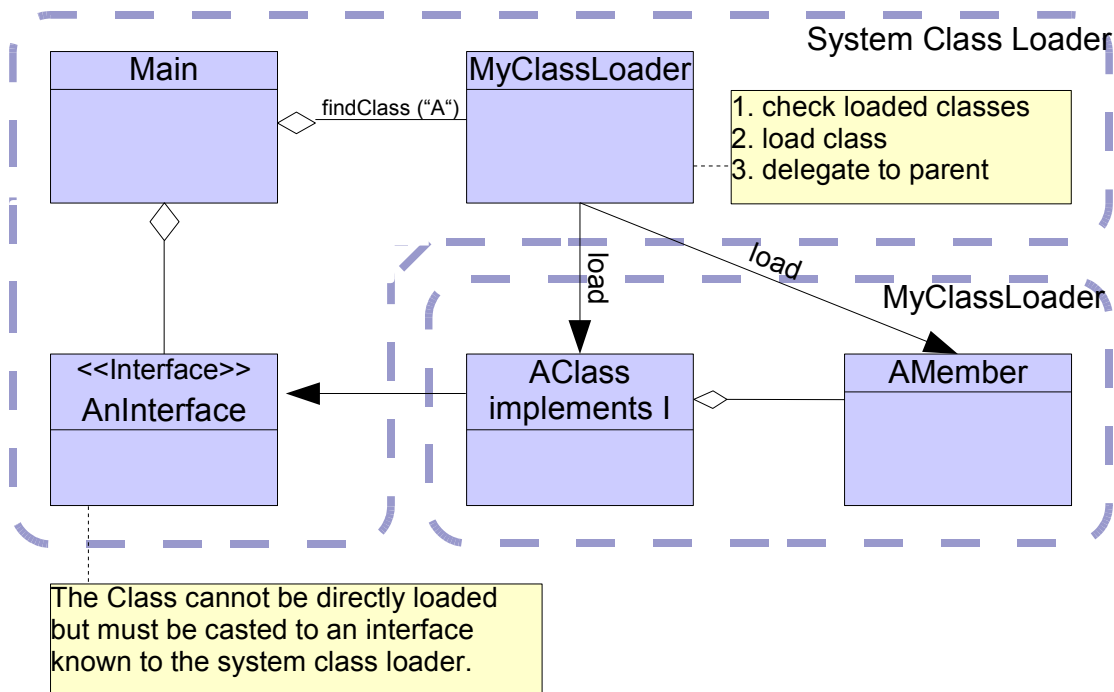 System Class Loader
Main
MyClassLoader
findClass (“A“)
1. check loaded classes
2. load class
3. delegate to parent
load
load
MyClassLoader
<<Interface>>
AnInterface
AClass
implements I
AMember
The Class cannot be directly loaded
but must be casted to an interface
known to the system class loader.